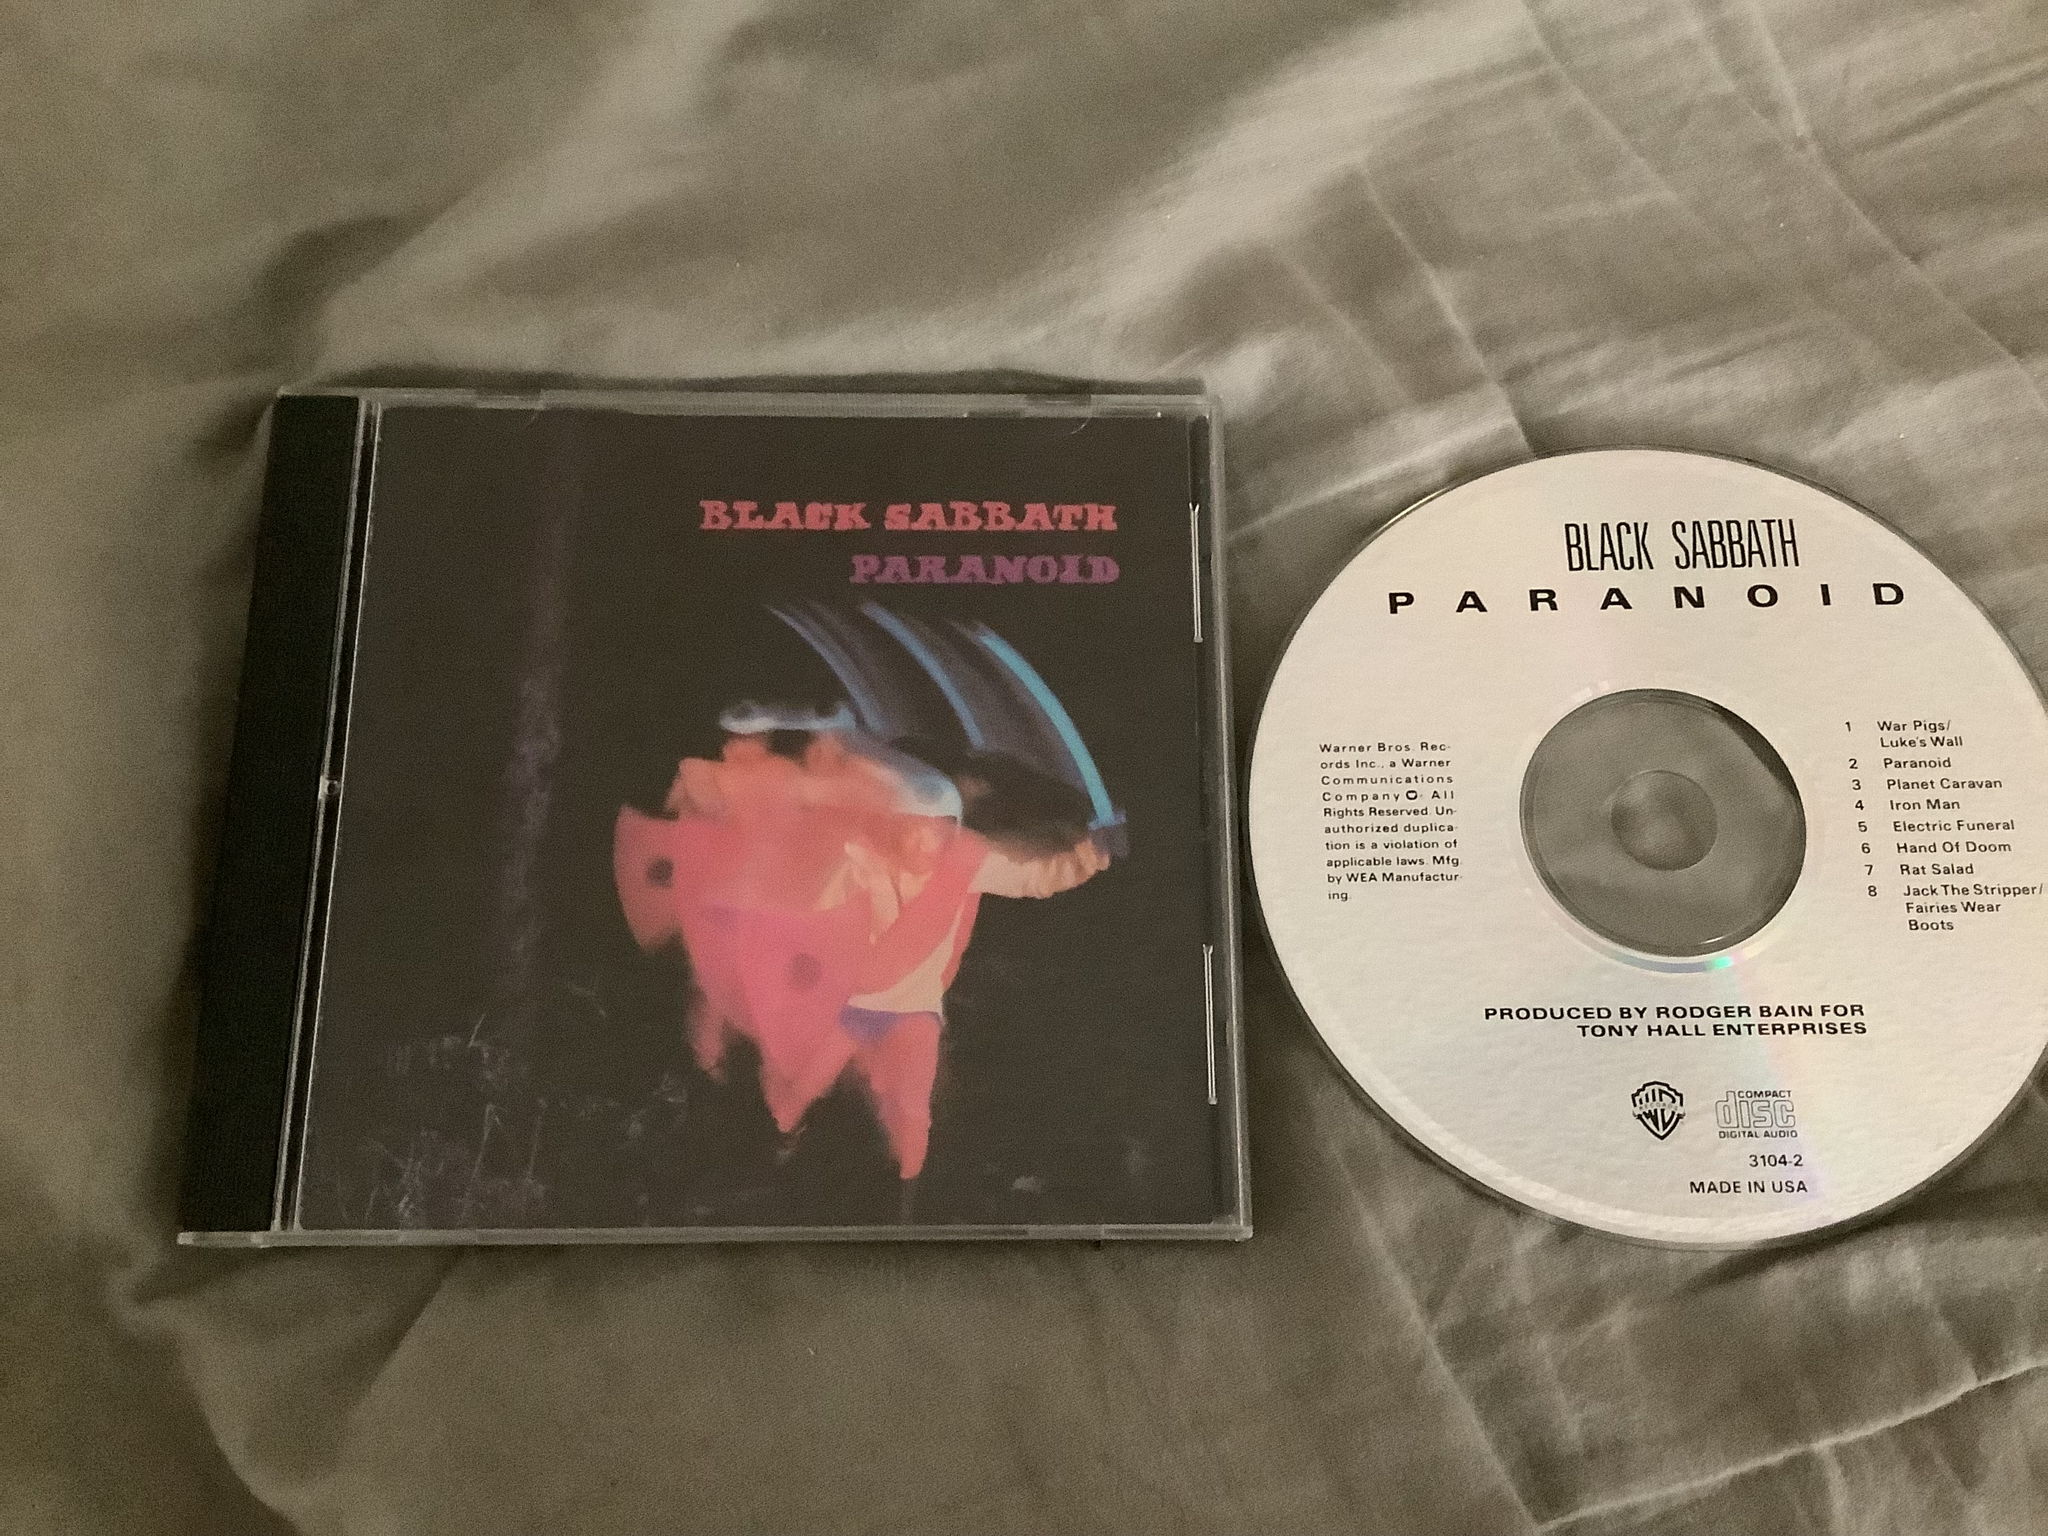 BLACK SABBATH
PARANOID
BLACK SABBATH
PARANOID
Warner Bros. Rec-
ords Inc., a Warner
Communications
Company All
Rights Reserved. Un-
authorized duplica-
tion is a violation of
applicable laws. Mfg.
by WEA Manufactur-
ing.
1 War Pigs/
Luke's Wall
2 Paranoid
3 Planet Caravan
4 Iron Man
5 Electric Funeral
6 Hand Of Doom
7 Rat Salad
8 Jack The Stripper/
Fairies Wear
Boots
PRODUCED BY RODGER BAIN FOR
TONY HALL ENTERPRISES
COMPACT
disc
DIGITAL AUDIO
3104-2
MADE IN USA